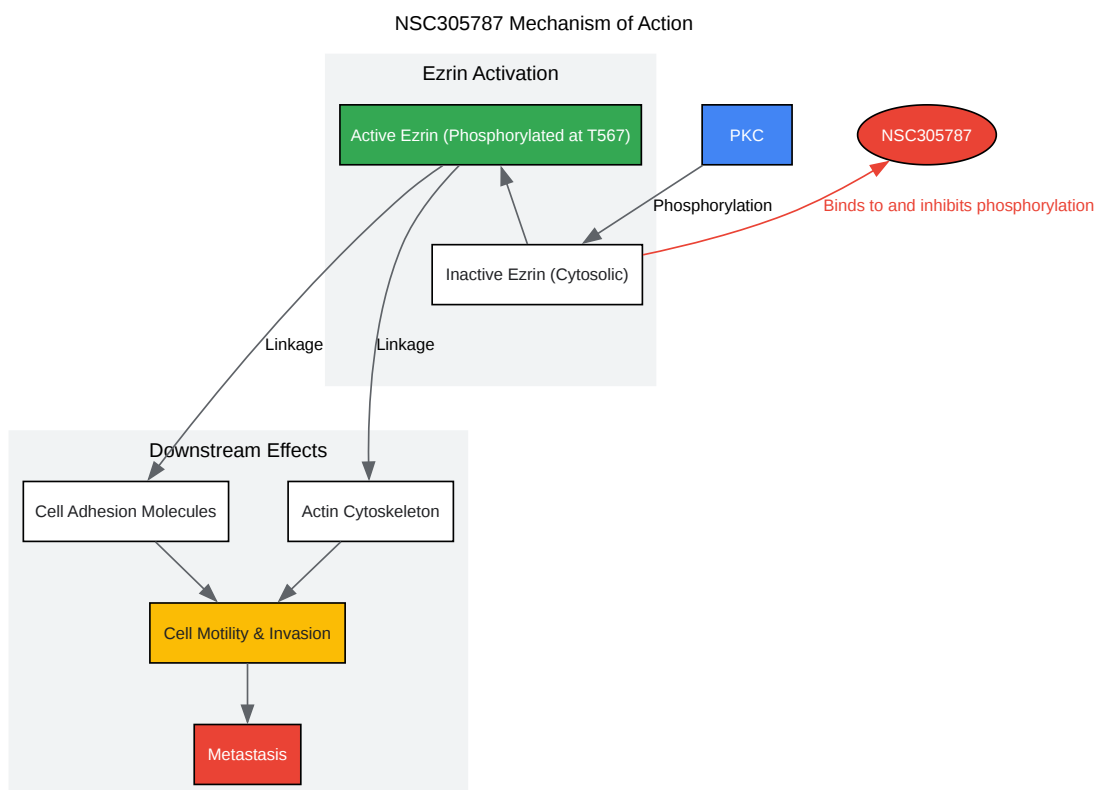 NSC305787 Mechanism of Action
Ezrin Activation
Active Ezrin (Phosphorylated at T567)
PKC
NSC305787
Phosphorylation
Binds to and inhibits phosphorylation
Inactive Ezrin (Cytosolic)
Linkage
Linkage
Downstream Effects
Cell Adhesion Molecules
Actin Cytoskeleton
Cell Motility & Invasion
Metastasis